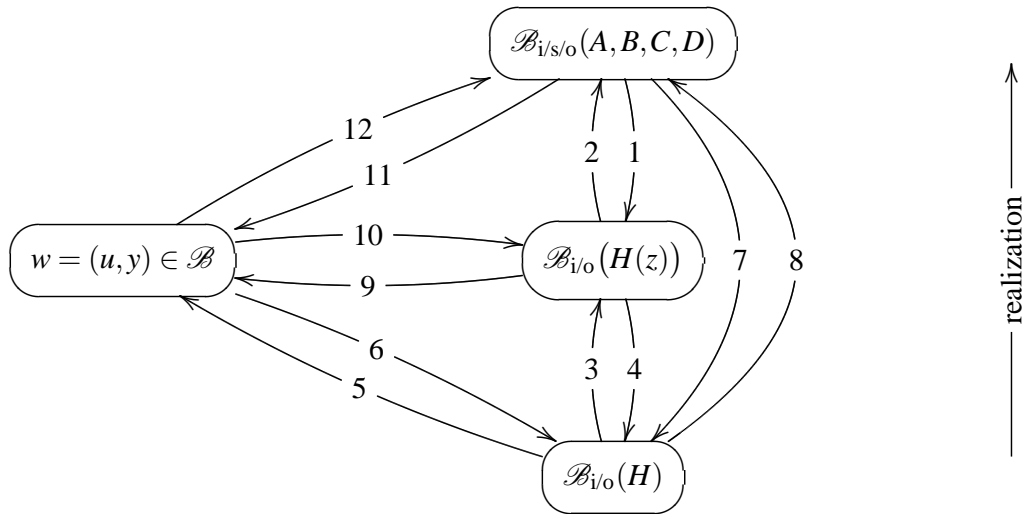 ℬi/s/o(A, B, C, D)
12
11
2
1
w = (u, y) ∈ ℬ
10
9
ℬi/o(H(z))
7
8
realization
6
5
3
4
ℬi/o(H)